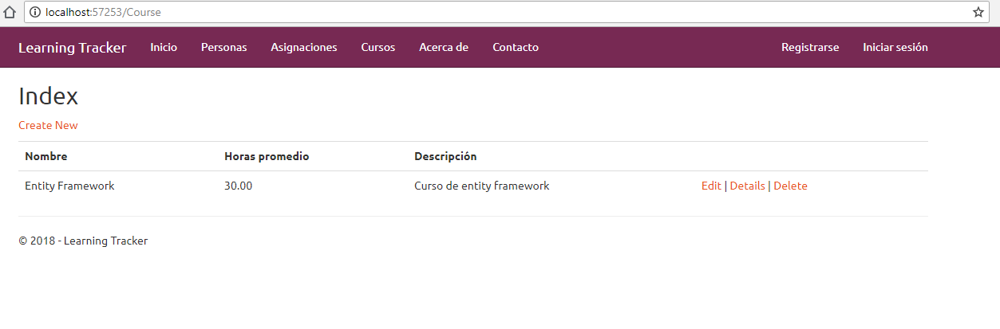 localhost:57253/Course
Learning Tracker Inicio Personas Asignaciones Cursos Acerca de Contacto Registrarse Iniciar sesión
Index
Create New
Nombre Horas promedio Descripción
Entity Framework 30.00 Curso de entity framework Edit | Details | Delete
© 2018 - Learning Tracker